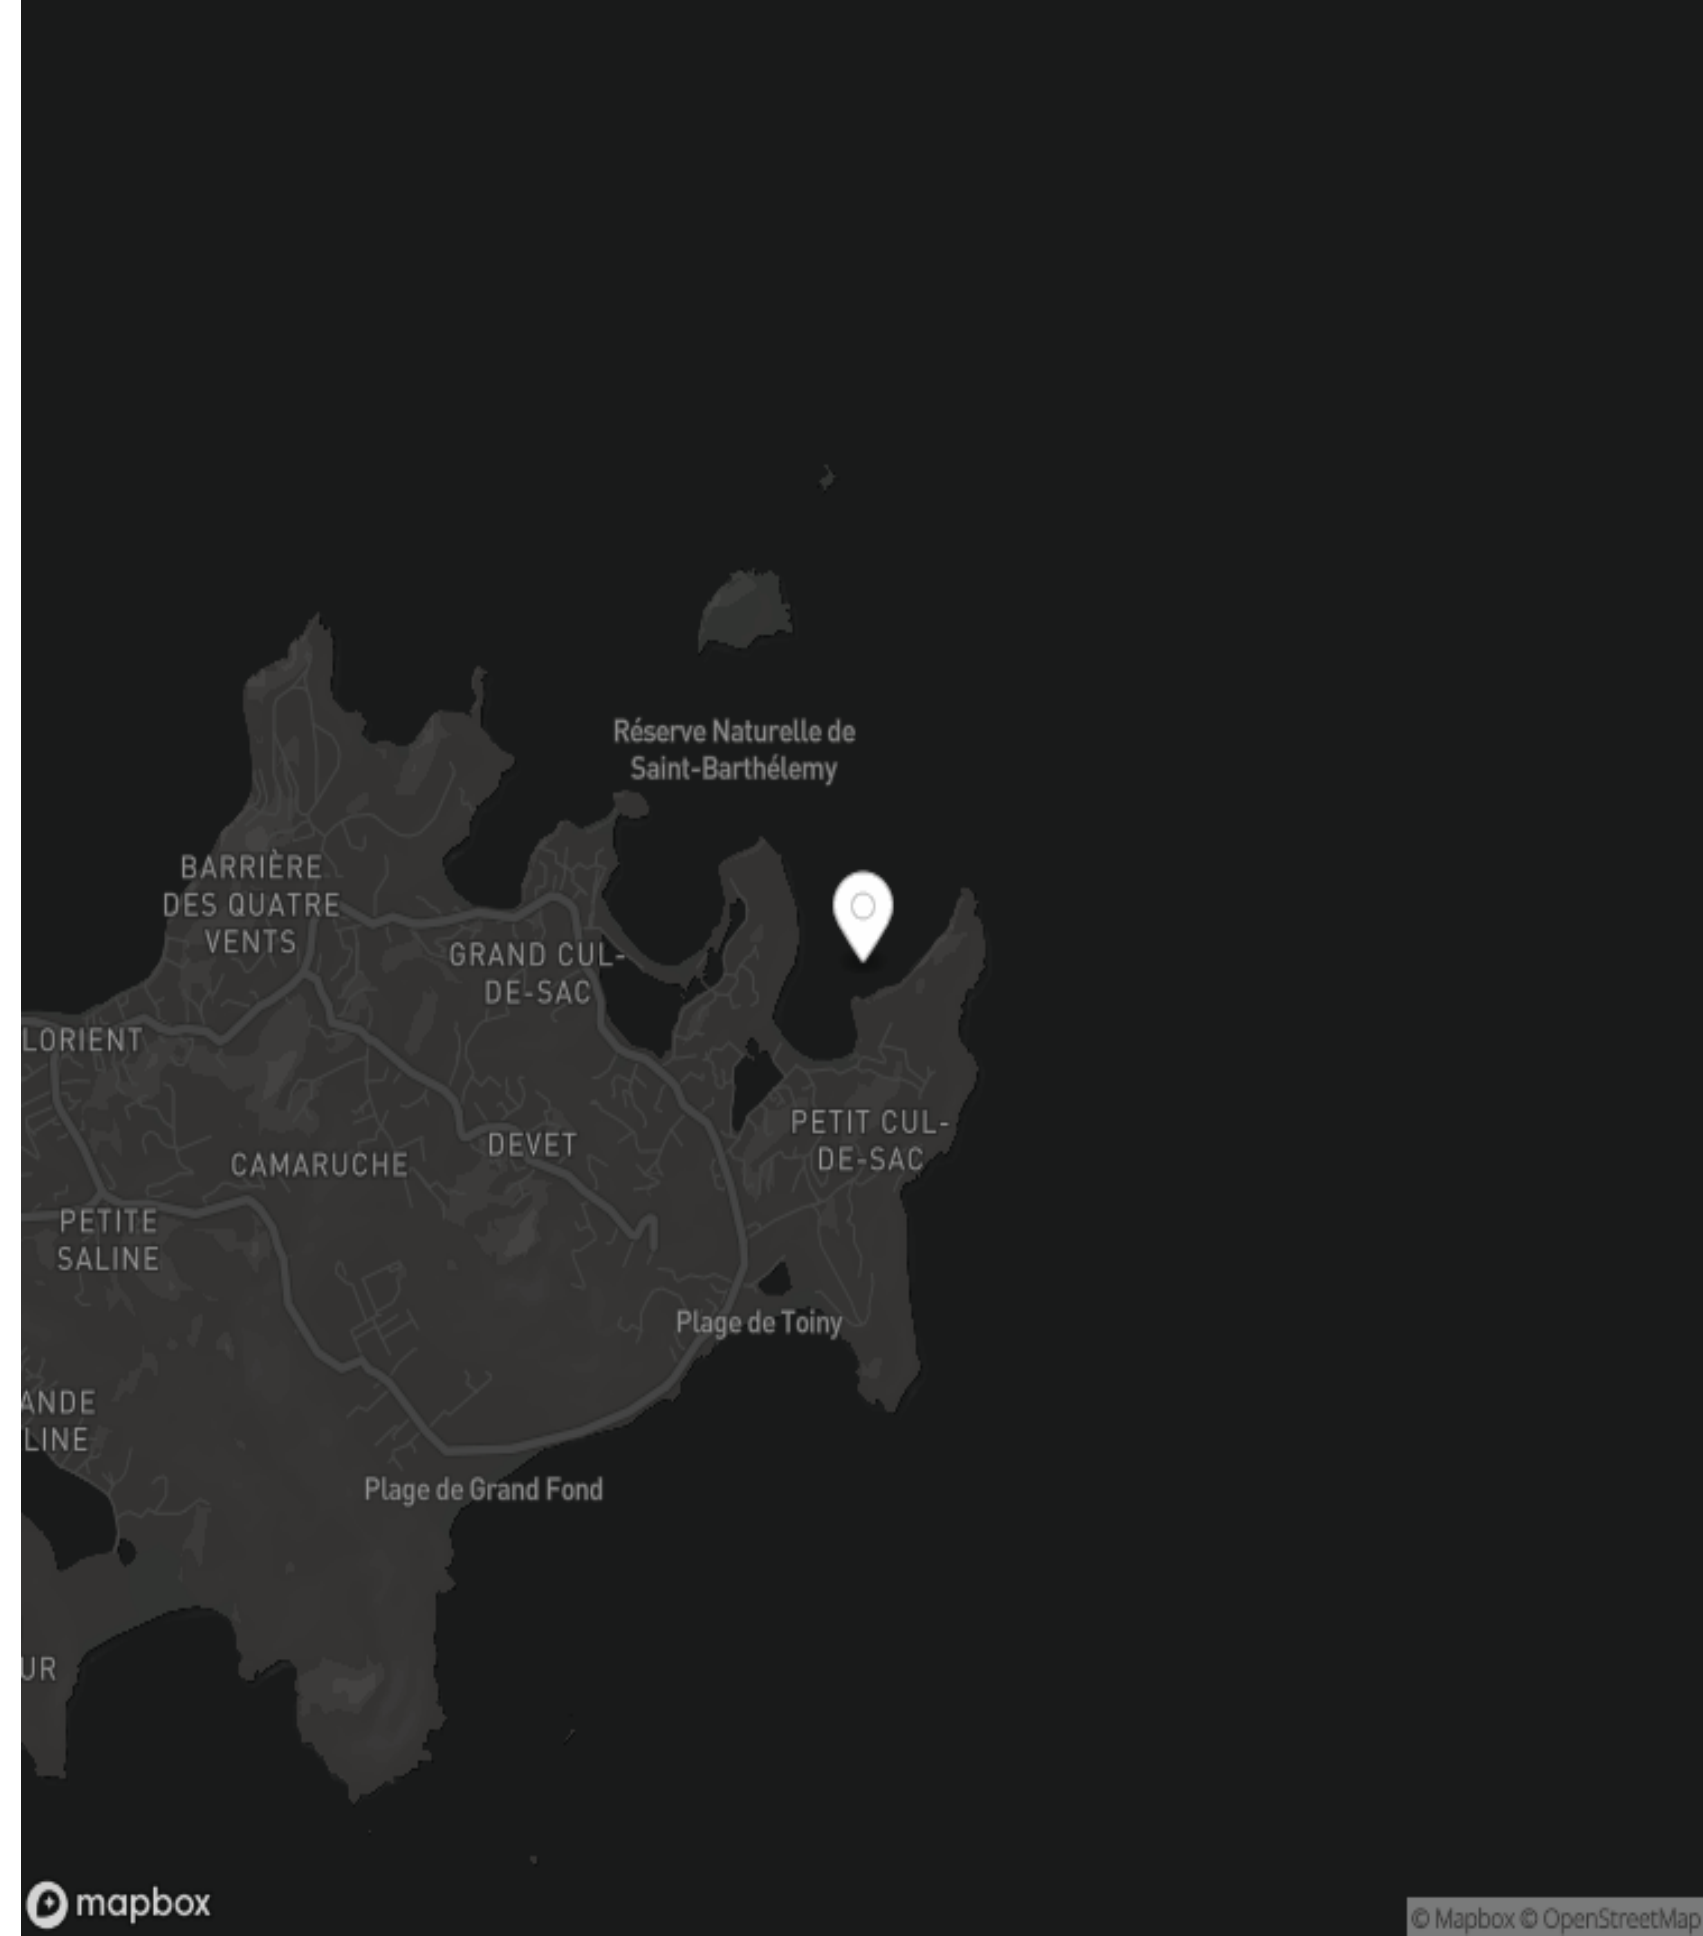 Réserve Naturelle de
Saint-Barthélemy
BARRIÈRE
DES QUATRE
VENTS
GRAND CUL-
DE-SAC
LORIENT
PETIT CUL-
DE-SAC
DEVET
CAMARUCHE
PETITE
SALINE
Plage de Toiny
ANDE
LINE
Plage de Grand Fond
UR
mapbox
© Mapbox © OpenStreetMap